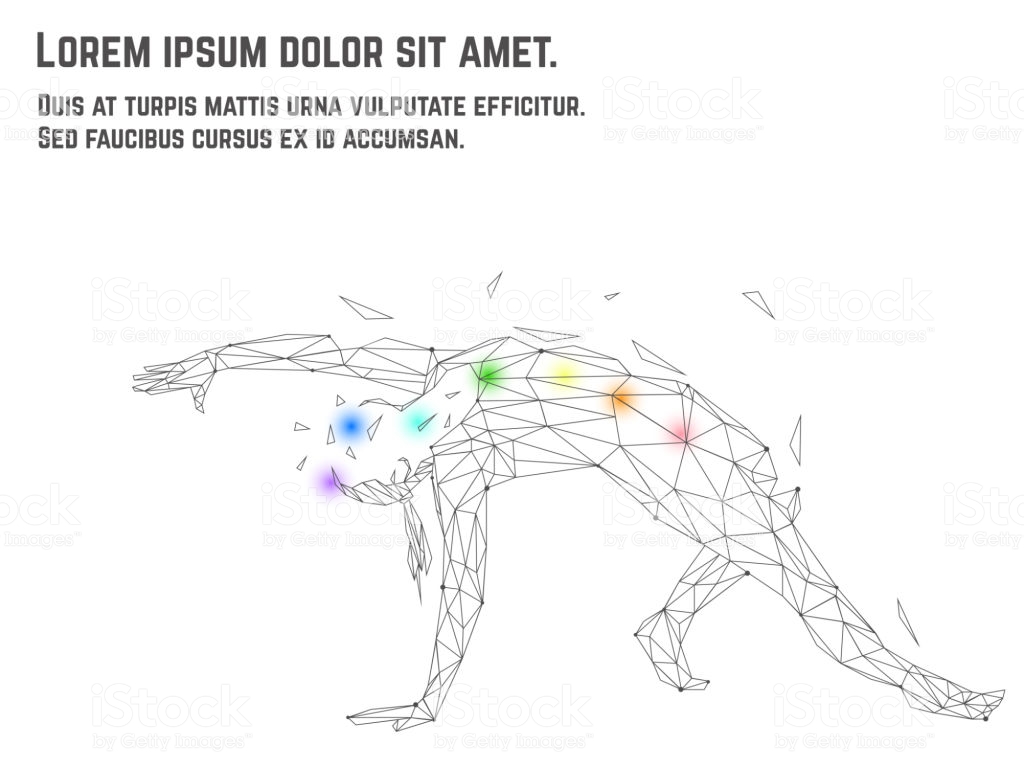 Lorem ipsum dolor sit amet.
Duis at turpis mattis urna vulputate efficitur.
Sed faucibus cursus ex id accumsan.
iStock
by Getty Images™